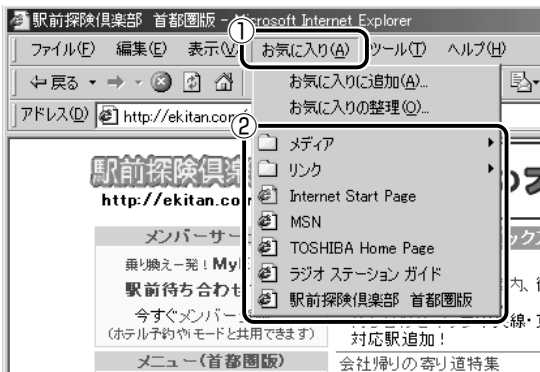 駅前探険倶楽部 首都圏版 - Microsoft Internet Explorer
①
ファイル(F) 編集(E) 表示(V) お気に入り(A) ツール(T) ヘルプ(H)
戻る
お気に入りに追加(A)...
お気に入りの整理(O)...
アドレス(D) http://ekitan.com/
②
メディア
リンク
Internet Start Page
MSN
TOSHIBA Home Page
ラジオ ステーション ガイド
駅前探険倶楽部 首都圏版
駅前探険倶
http://ekitan.co
メンバーサー
乗り換え一発!My
駅前待ち合わせ
今すぐメンバー
(ホテル予約やiモードと共用できます)
メニュー(首都圏版)
内、
線・
対応駅追加!
会社帰りの寄り道特集